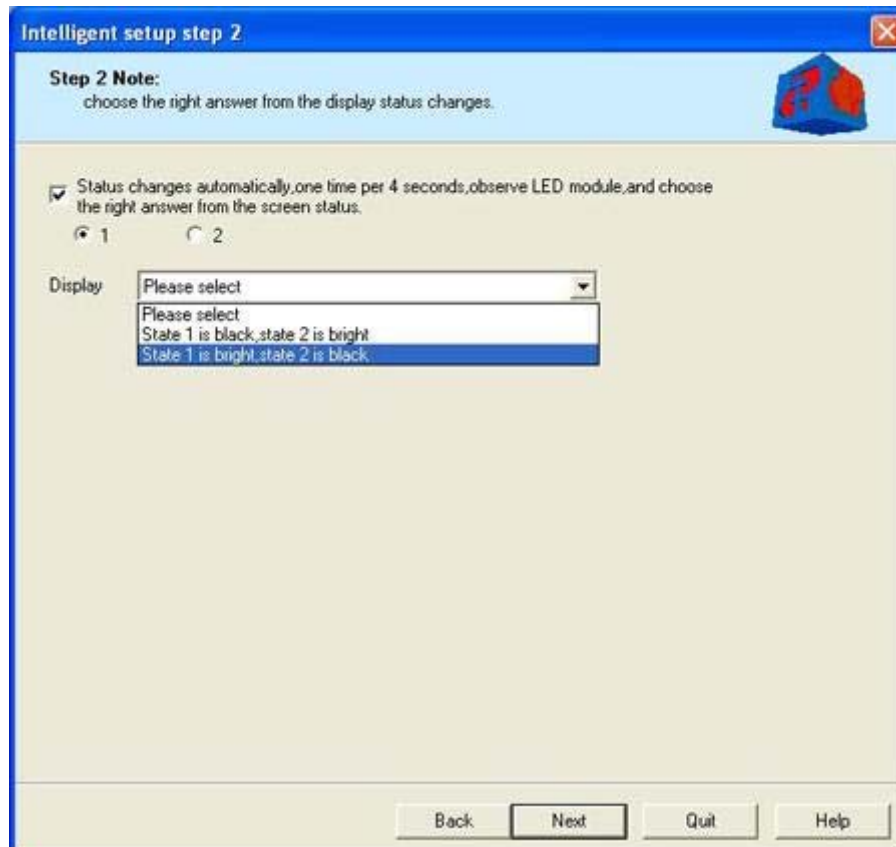 Intelligent setup step 2
Step 2 Note:
choose the right answer from the display status changes.
Status changes automatically,one time per 4 seconds,observe LED module,and choose
the right answer from the screen status.
1 2
Display Please select
Please select
State 1 is black,state 2 is bright
State 1 is bright,state 2 is black
Back Next Quit Help